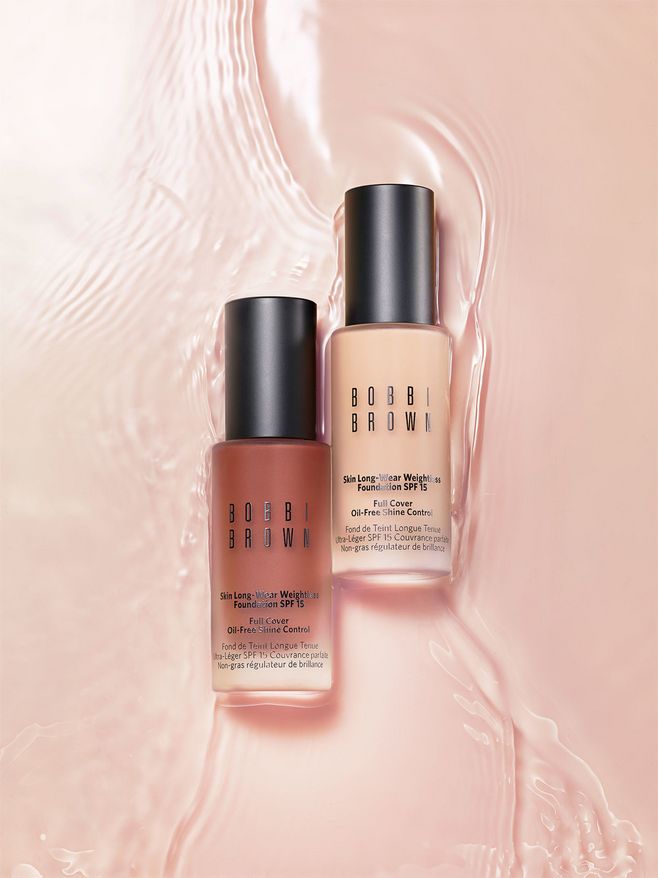 BOBBI
BROWN
Skin Long-Wear Weightless
Foundation SPF 15
Full Cover
Oil-Free Shine Control
Fond de Teint Longue Tenue
Ultra-Léger SPF 15 Couvrance parfaite
Non-gras régulateur de brillance
BOBBI
BROWN
Skin Long-Wear Weightless
Foundation SPF 15
Full Cover
Oil-Free Shine Control
Fond de Teint Longue Tenue
Ultra-Léger SPF 15 Couvrance parfaite
Non-gras régulateur de brillance